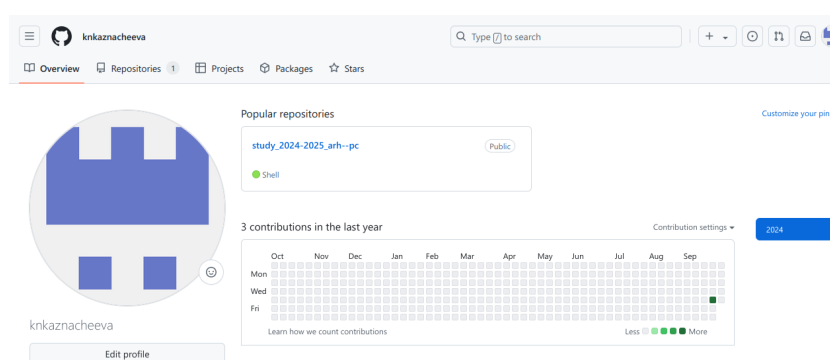 knkaznacheeva
Type / to search
Overview Repositories 1 Projects Packages Stars
Popular repositories
Customize your pin
study_2024-2025_arh--pc Public
Shell
3 contributions in the last year
Contribution settings
2024
Oct Nov Dec Jan Feb Mar Apr May Jun Jul Aug Sep
Mon
Wed
Fri
Learn how we count contributions
Less More
knkaznacheeva
Edit profile